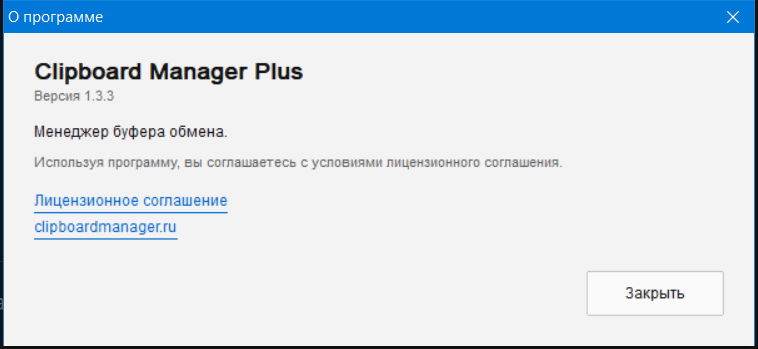 О программе
Clipboard Manager Plus
Версия 1.3.3
Менеджер буфера обмена.
Используя программу, вы соглашаетесь с условиями лицензионного соглашения.
Лицензионное соглашение
clipboardmanager.ru
Закрыть